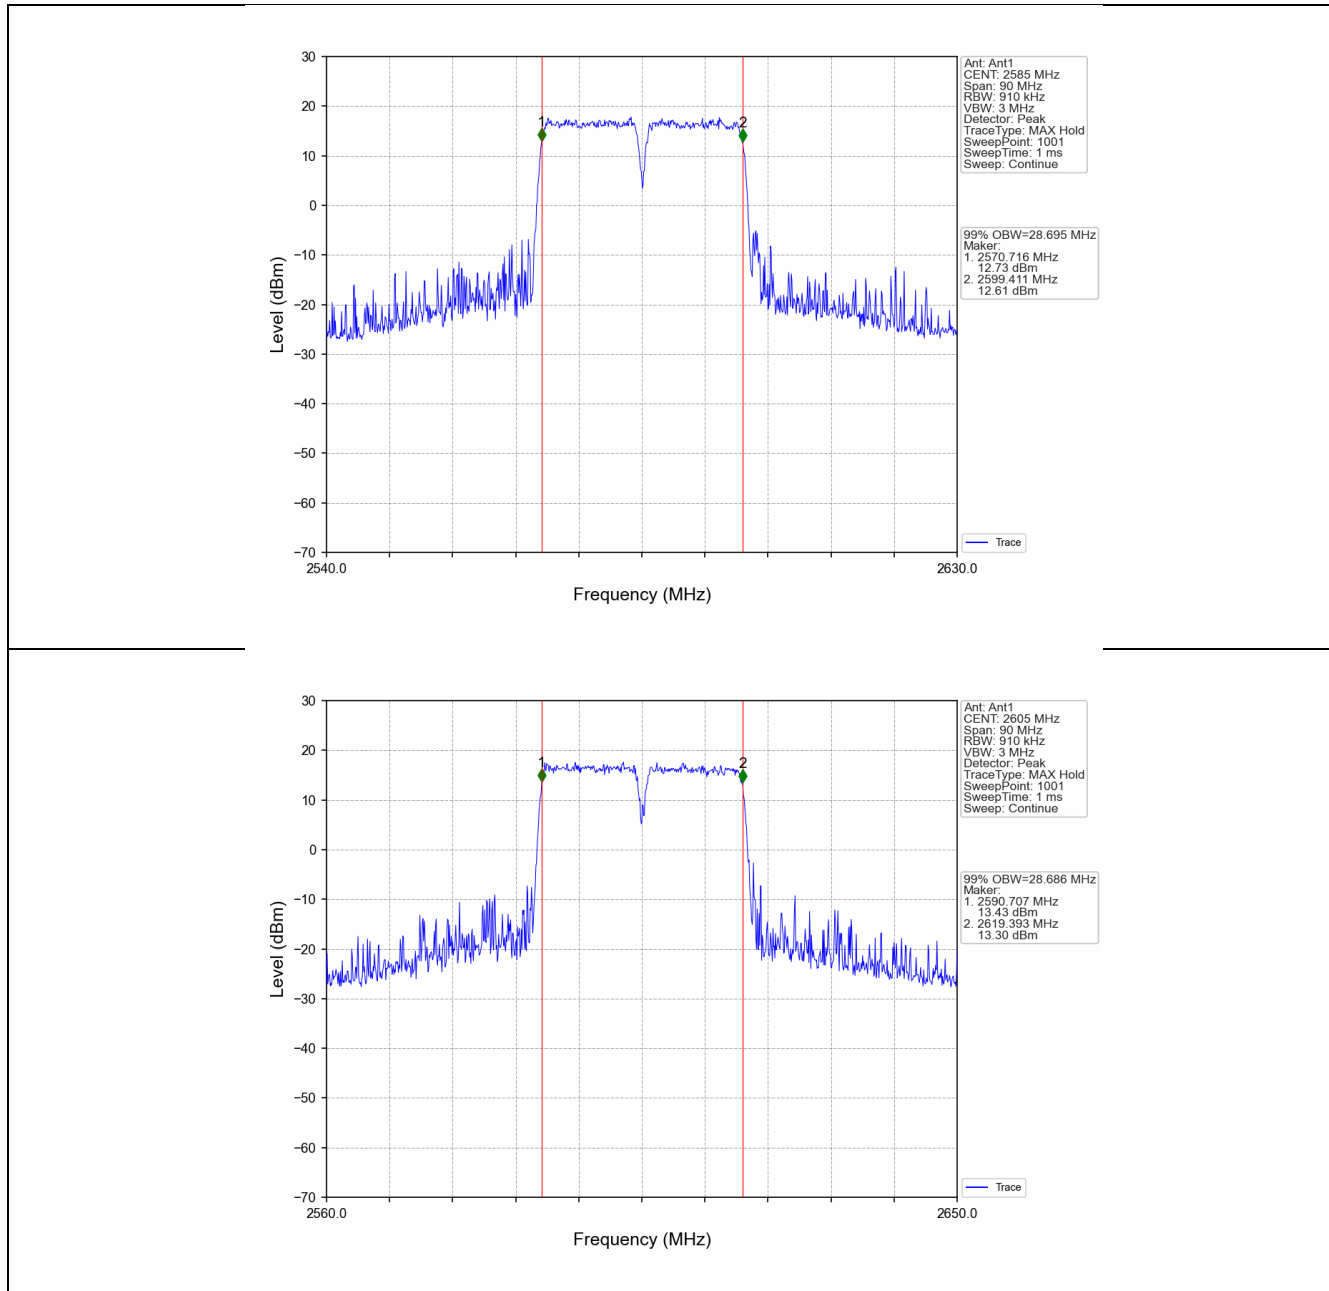 30
20
10
0
−10
−20
−30
−40
−50
−60
−70
Level (dBm)
2540.0
2630.0
Frequency (MHz)
1
2
Ant: Ant1
CENT: 2585 MHz
Span: 90 MHz
RBW: 910 kHz
VBW: 3 MHz
Detector: Peak
TraceType: MAX Hold
SweepPoint: 1001
SweepTime: 1 ms
Sweep: Continue
99% OBW=28.695 MHz
Maker:
1. 2570.716 MHz
12.73 dBm
2. 2599.411 MHz
12.61 dBm
Trace
30
20
10
0
−10
−20
−30
−40
−50
−60
−70
Level (dBm)
2560.0
2650.0
Frequency (MHz)
1
2
Ant: Ant1
CENT: 2605 MHz
Span: 90 MHz
RBW: 910 kHz
VBW: 3 MHz
Detector: Peak
TraceType: MAX Hold
SweepPoint: 1001
SweepTime: 1 ms
Sweep: Continue
99% OBW=28.686 MHz
Maker:
1. 2590.707 MHz
13.43 dBm
2. 2619.393 MHz
13.30 dBm
Trace